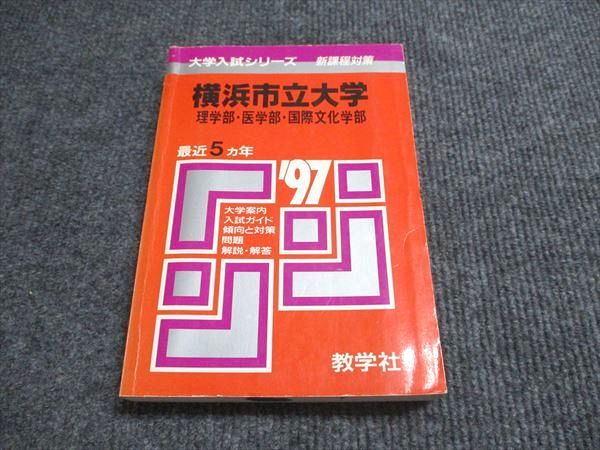 大学入試シリーズ 新課程対策
横浜市立大学
理学部・医学部・国際文化学部
最近5ヵ年
'97
大学案内
入試ガイド
傾向と対策
問題
解説・解答
教学社